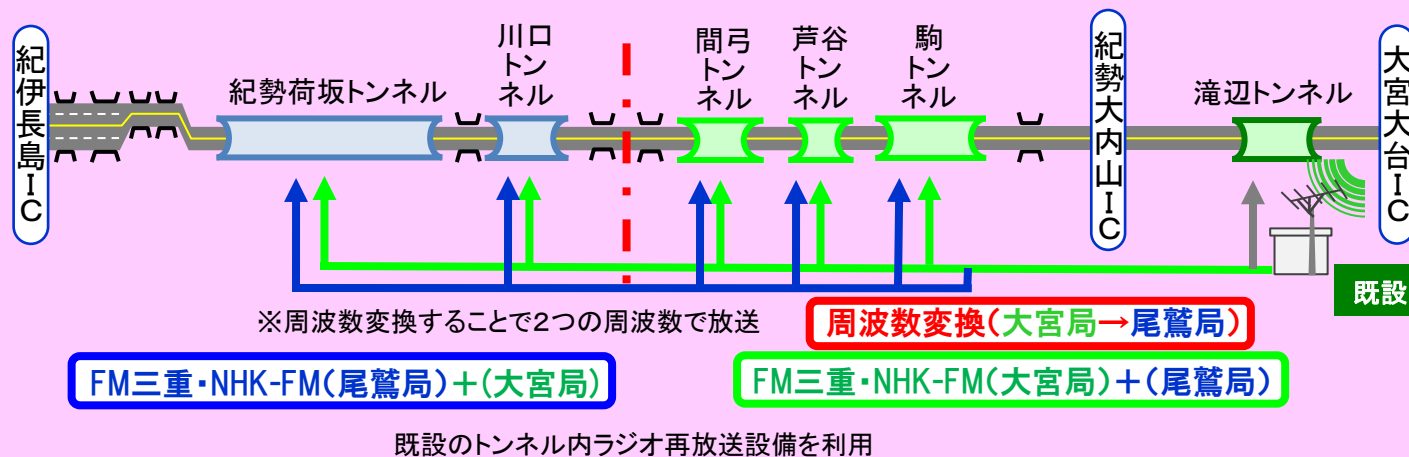 紀伊長島IC
紀勢荷坂トンネル
川口
トン
ネル
間弓
トン
ネル
芦谷
トン
ネル
駒
トン
ネル
紀勢大内山IC
滝辺トンネル
大宮大台IC
既設
※周波数変換することで2つの周波数で放送
周波数変換(大宮局→尾鷲局)
FM三重・NHK-FM(尾鷲局)+(大宮局)
FM三重・NHK-FM(大宮局)+(尾鷲局)
既設のトンネル内ラジオ再放送設備を利用